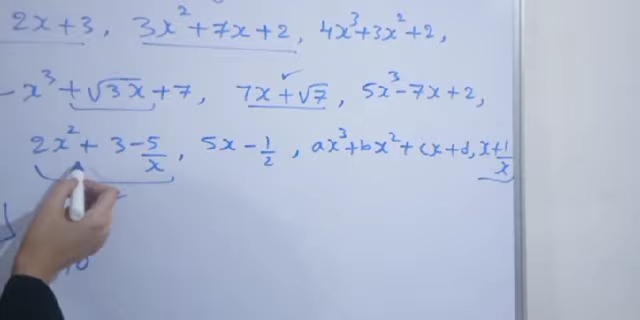 2x+3, 3x²+7x+2, 4x³+3x²+2,
-x³+√3x+7, 7x+√7, 5x³-7x+2,
2x²+3-5/x, 5x-1/2, ax³+bx²+cx+d, x+1/x